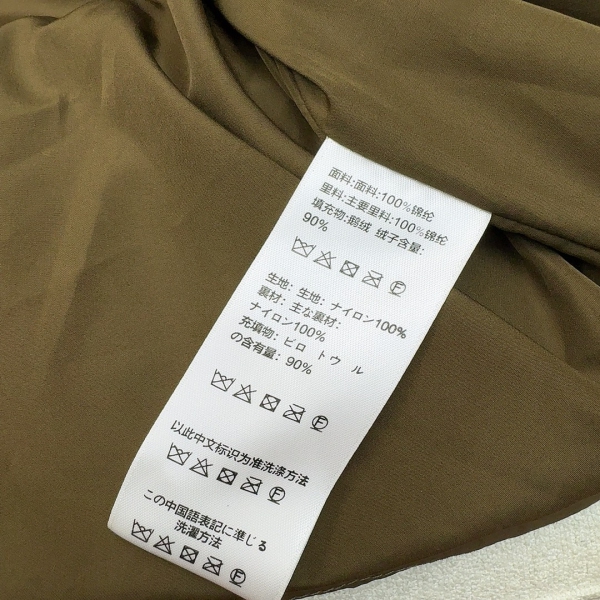 面料:面料:100%锦纶
里料:主要里料:100%锦纶
填充物:鹅绒 绒子含量:
90%
生地: 生地: ナイロン100%
裏材: 主な裏材:
ナイロン100%
充填物: ビロ トウ ル
の含有量: 90%
以此中文标识为准洗涤方法
この中国語表記に準じる
洗濯方法